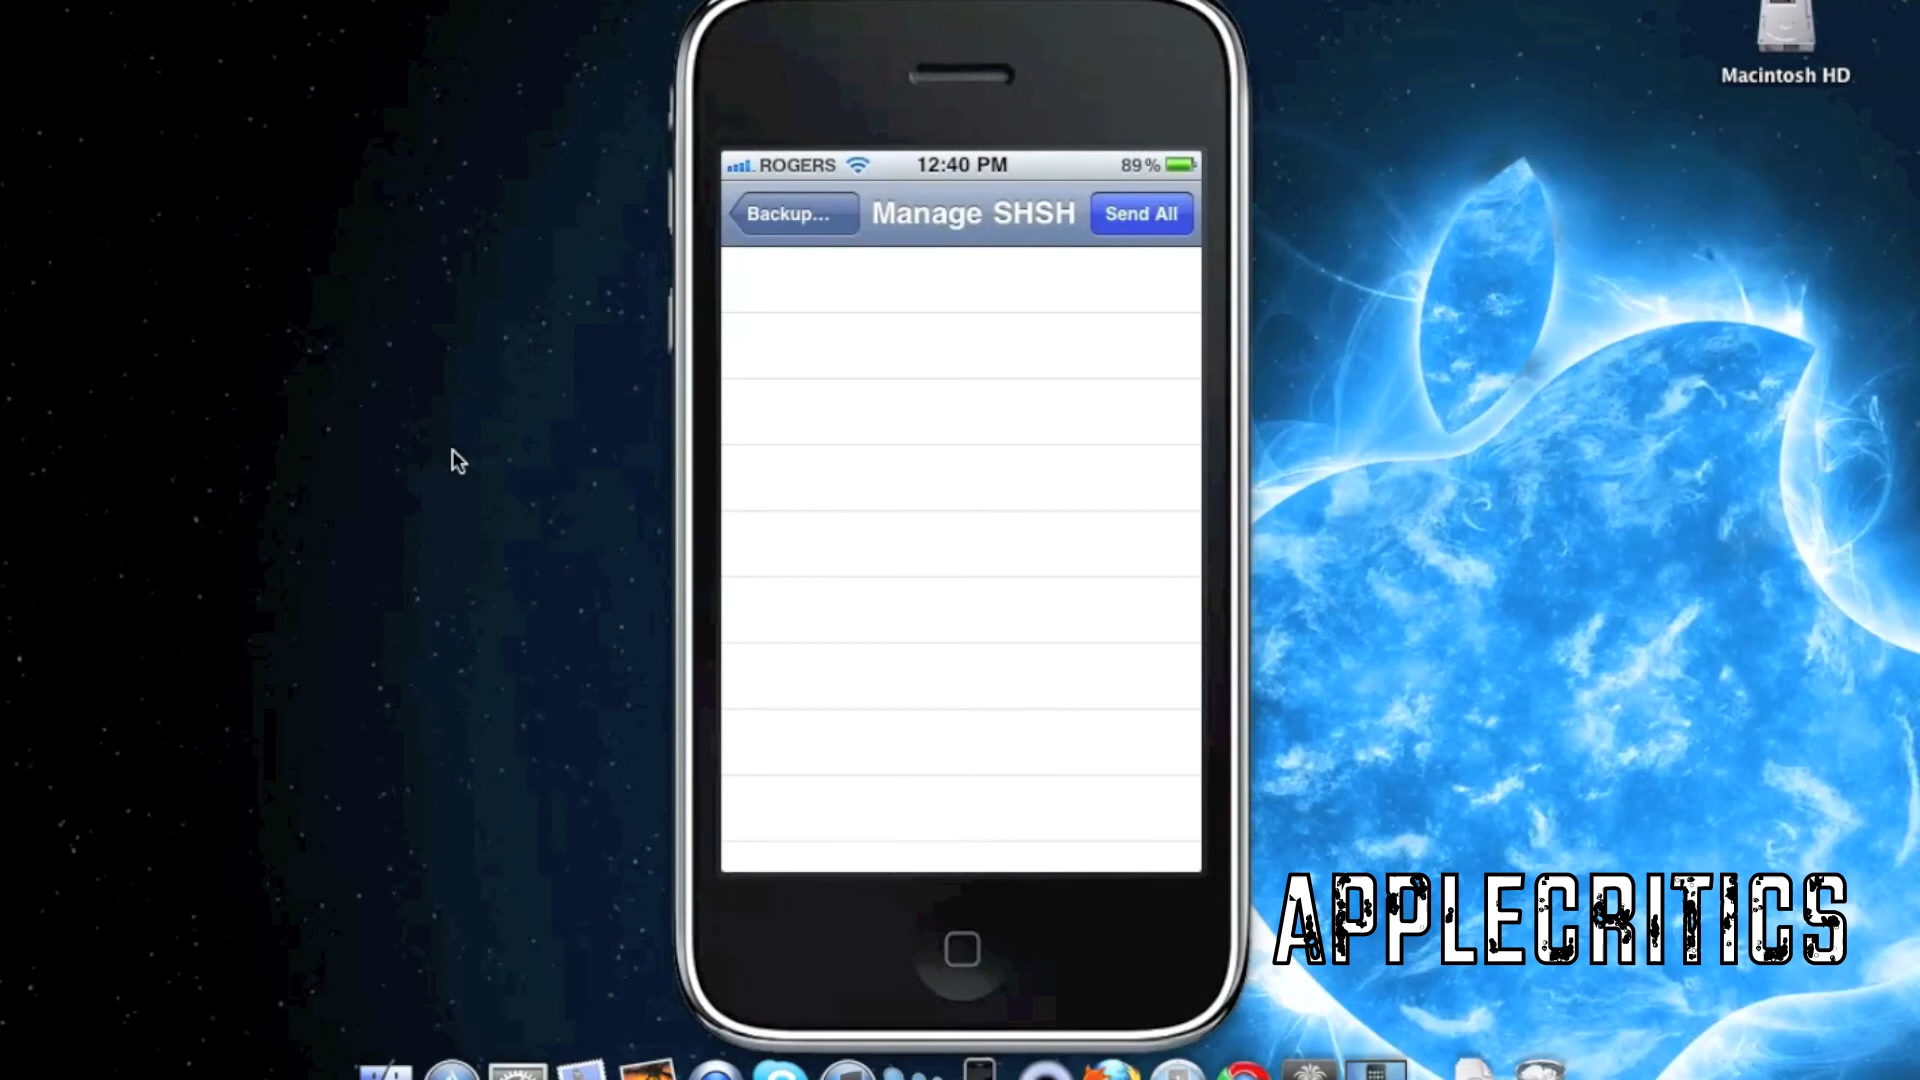 Macintosh HD
ROGERS 12:40 PM 89%
Backup... Manage SHSH Send All
APPLECRITICS